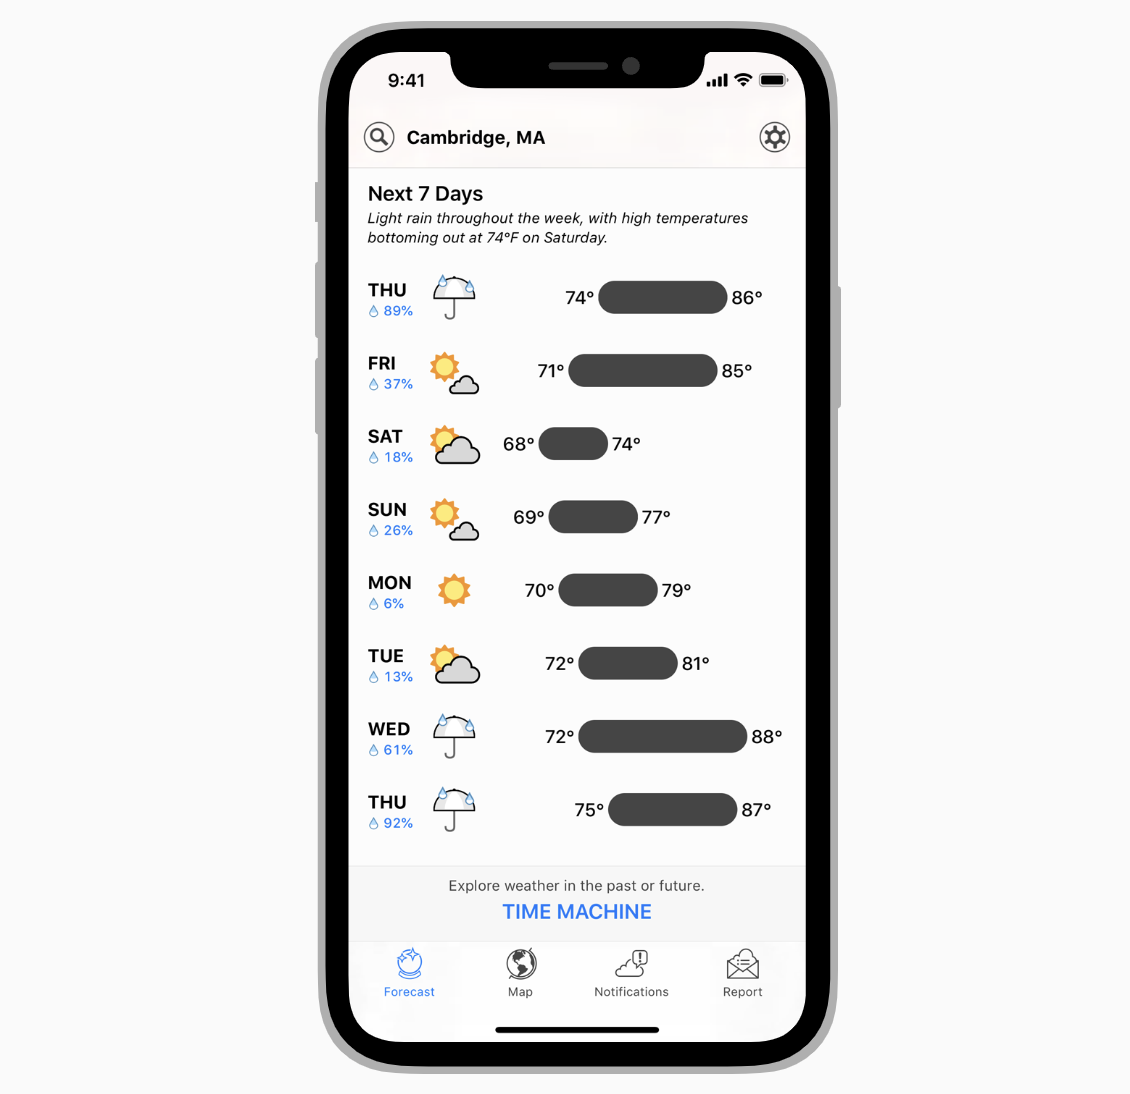 9:41
Cambridge, MA
Next 7 Days
Light rain throughout the week, with high temperatures
bottoming out at 74°F on Saturday.
THU
89%
74° 86°
FRI
37%
71° 85°
SAT
18%
68° 74°
SUN
26%
69° 77°
MON
6%
70° 79°
TUE
13%
72° 81°
WED
61%
72° 88°
THU
92%
75° 87°
Explore weather in the past or future.
TIME MACHINE
Forecast Map Notifications Report